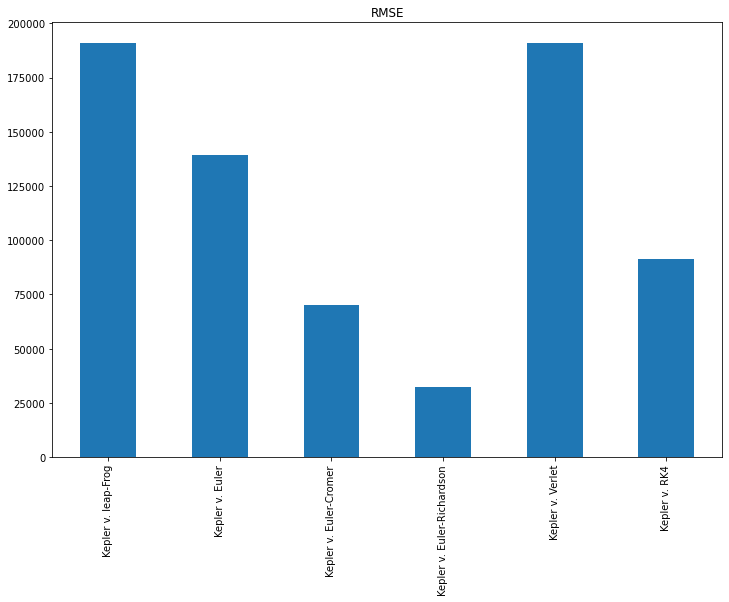 RMSE
200000
175000
150000
125000
100000
75000
50000
25000
0
Kepler v. leap-Frog
Kepler v. Euler
Kepler v. Euler-Cromer
Kepler v. Euler-Richardson
Kepler v. Verlet
Kepler v. RK4